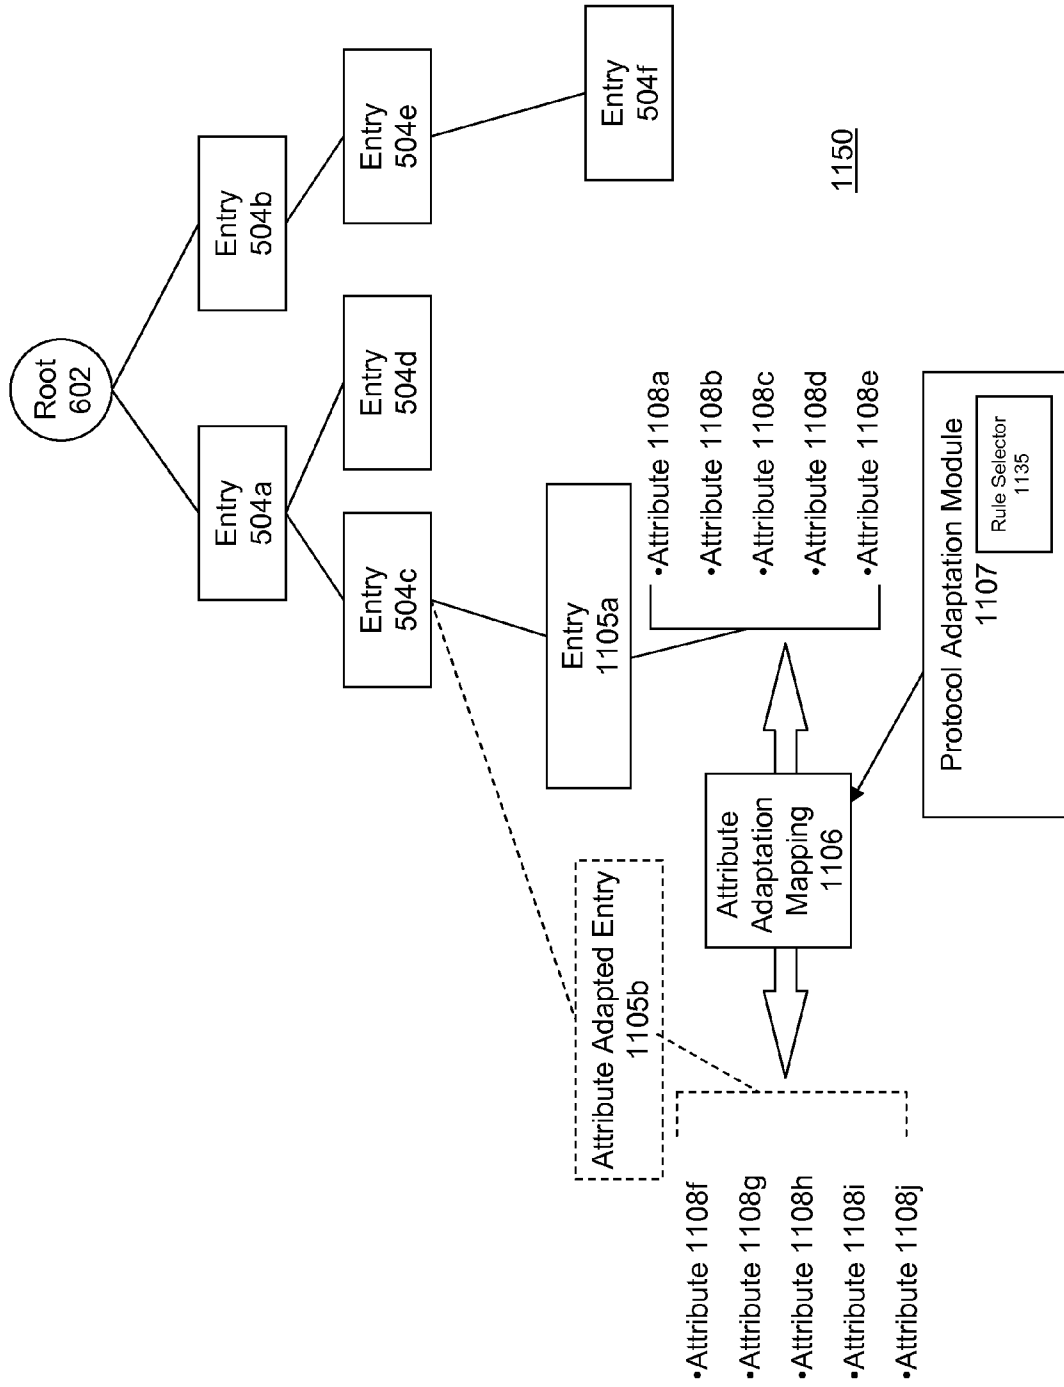 Root
602
Entry
504a
Entry
504b
Entry
504c
Entry
504d
Entry
504e
Entry
1105a
Entry
504f
Attribute Adapted Entry
1105b
•Attribute 1108f
•Attribute 1108g
•Attribute 1108h
•Attribute 1108i
•Attribute 1108j
Attribute
Adaptation
Mapping
1106
•Attribute 1108a
•Attribute 1108b
•Attribute 1108c
•Attribute 1108d
•Attribute 1108e
1150
Protocol Adaptation Module
1107
Rule Selector
1135